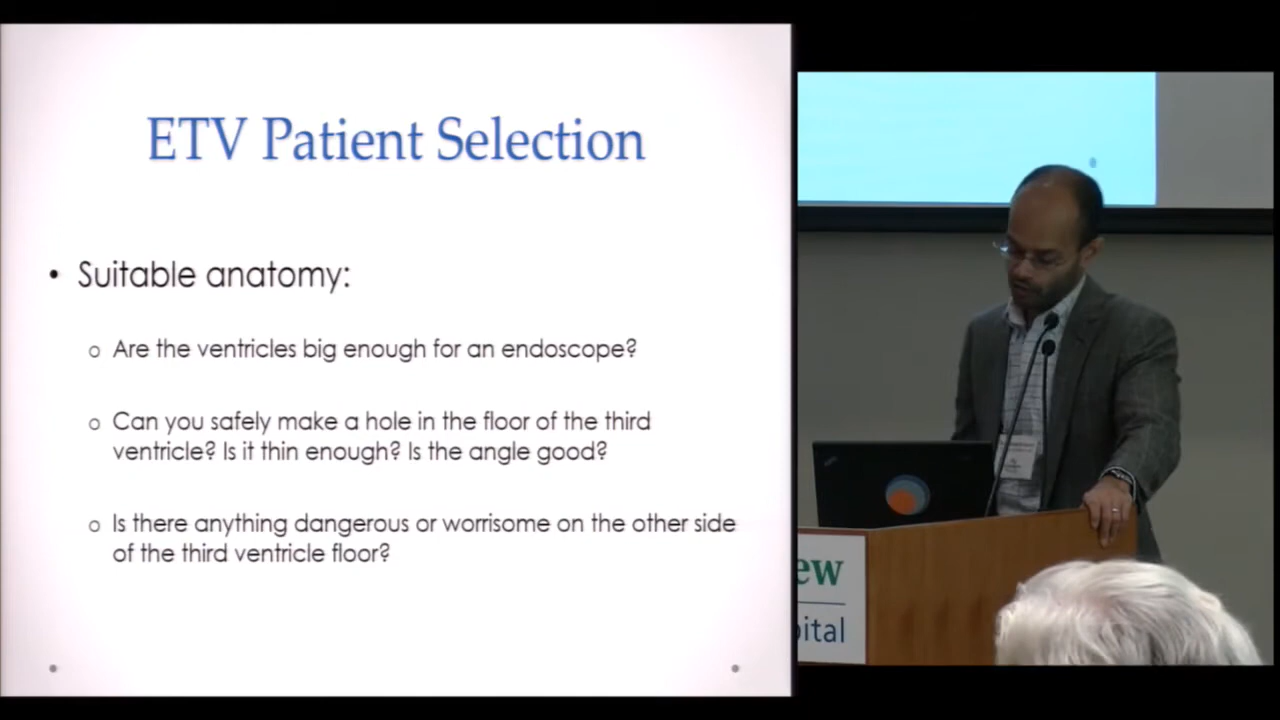 ETV Patient Selection
Suitable anatomy:
Are the ventricles big enough for an endoscope?
Can you safely make a hole in the floor of the third
ventricle? Is it thin enough? Is the angle good?
Is there anything dangerous or worrisome on the other side
of the third ventricle floor?
ew
ital